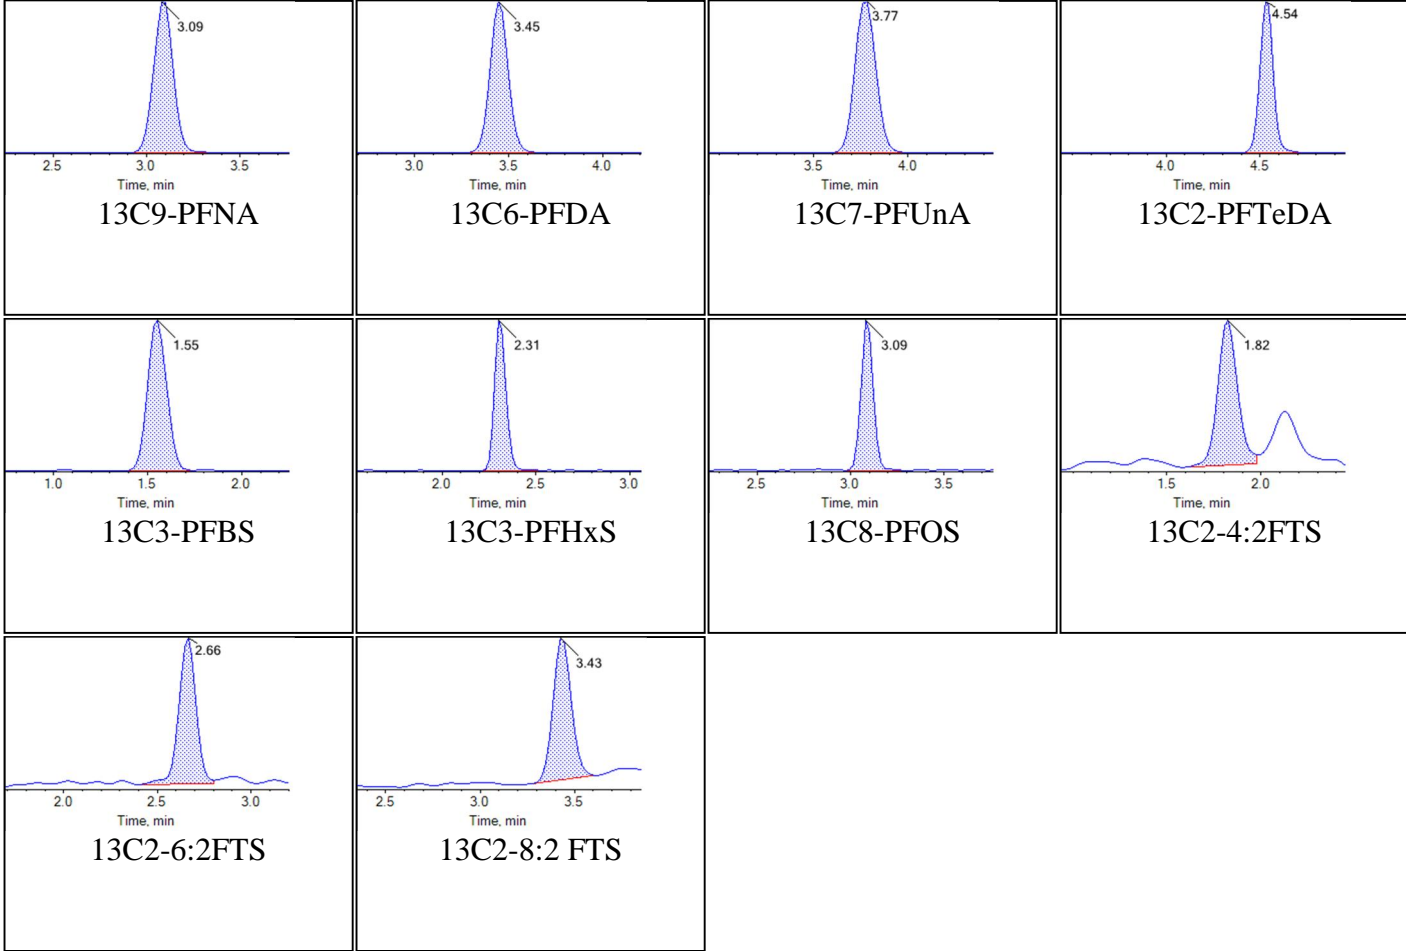 3.09
2.5 3.0 3.5
Time, min
13C9-PFNA
3.45
3.0 3.5 4.0
Time, min
13C6-PFDA
3.77
3.5 4.0
Time, min
13C7-PFUnA
4.54
4.0 4.5
Time, min
13C2-PFTeDA
1.55
1.0 1.5 2.0
Time, min
13C3-PFBS
2.31
2.0 2.5 3.0
Time, min
13C3-PFHxS
3.09
2.5 3.0 3.5
Time, min
13C8-PFOS
1.82
1.5 2.0
Time, min
13C2-4:2FTS
2.66
2.0 2.5 3.0
Time, min
13C2-6:2FTS
3.43
2.5 3.0 3.5
Time, min
13C2-8:2 FTS